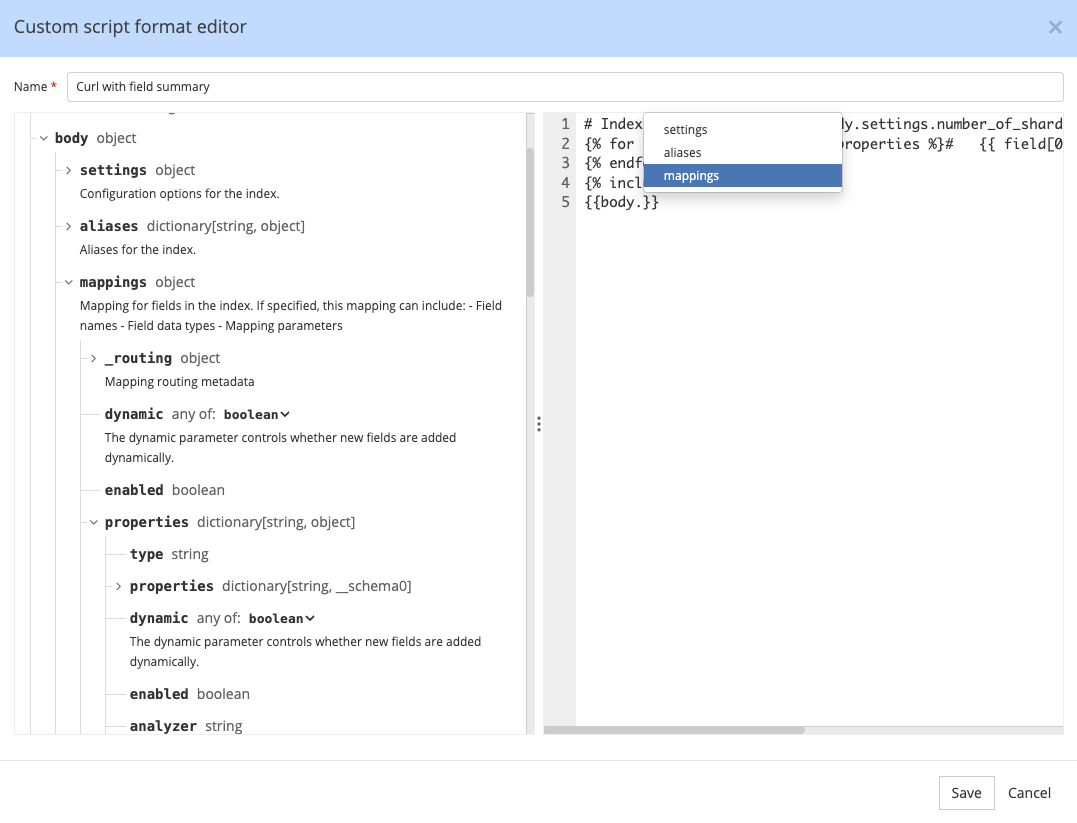 Custom script format editor
×
Name *
Curl with field summary
body object
settings object
Configuration options for the index.
aliases dictionary[string, object]
Aliases for the index.
mappings object
Mapping for fields in the index. If specified, this mapping can include: - Field
names - Field data types - Mapping parameters
_routing object
Mapping routing metadata
dynamic any of: boolean
The dynamic parameter controls whether new fields are added
dynamically.
enabled boolean
properties dictionary[string, object]
type string
properties dictionary[string, __schema0]
dynamic any of: boolean
The dynamic parameter controls whether new fields are added
dynamically.
enabled boolean
analyzer string
1 # Index dy.settings.number_of_shard
2 {% for properties %}# {{ field[0
3 {% endf
4 {% incl
5 {{body.}}
settings
aliases
mappings
Save
Cancel